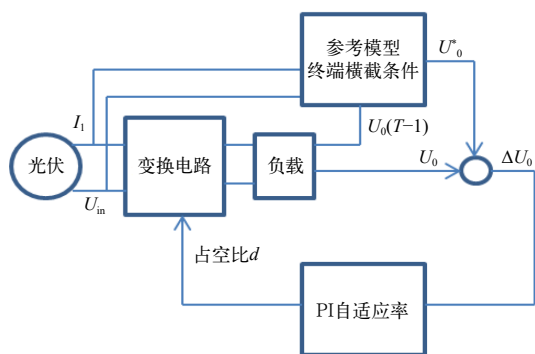 参考模型
终端横截条件
U*0
I1
U0(T−1)
光伏
变换电路
负载
U0
ΔU0
Uin
占空比d
PI自适应率